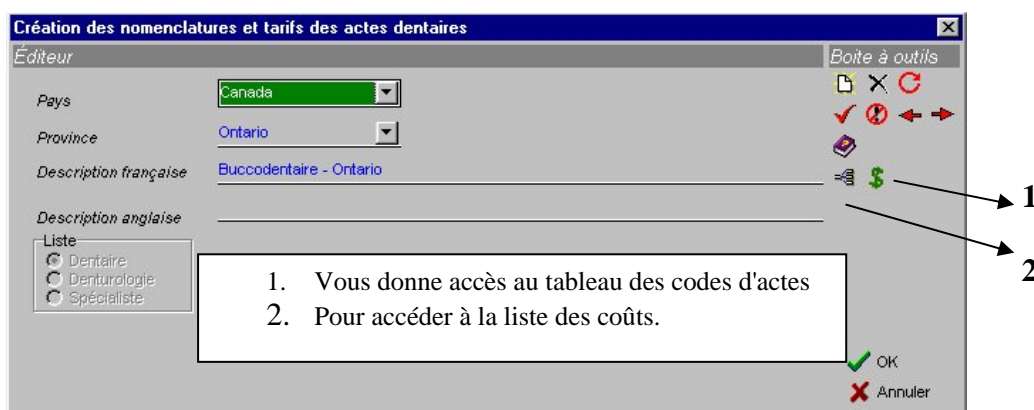 Création des nomenclatures et tarifs des actes dentaires
Éditeur
Boite à outils
Pays
Canada
Province
Ontario
Description française
Buccodentaire - Ontario
Description anglaise
Liste
Dentaire
Denturologie
Spécialiste
1
2
1. Vous donne accès au tableau des codes d'actes
2. Pour accéder à la liste des coûts.
OK
Annuler